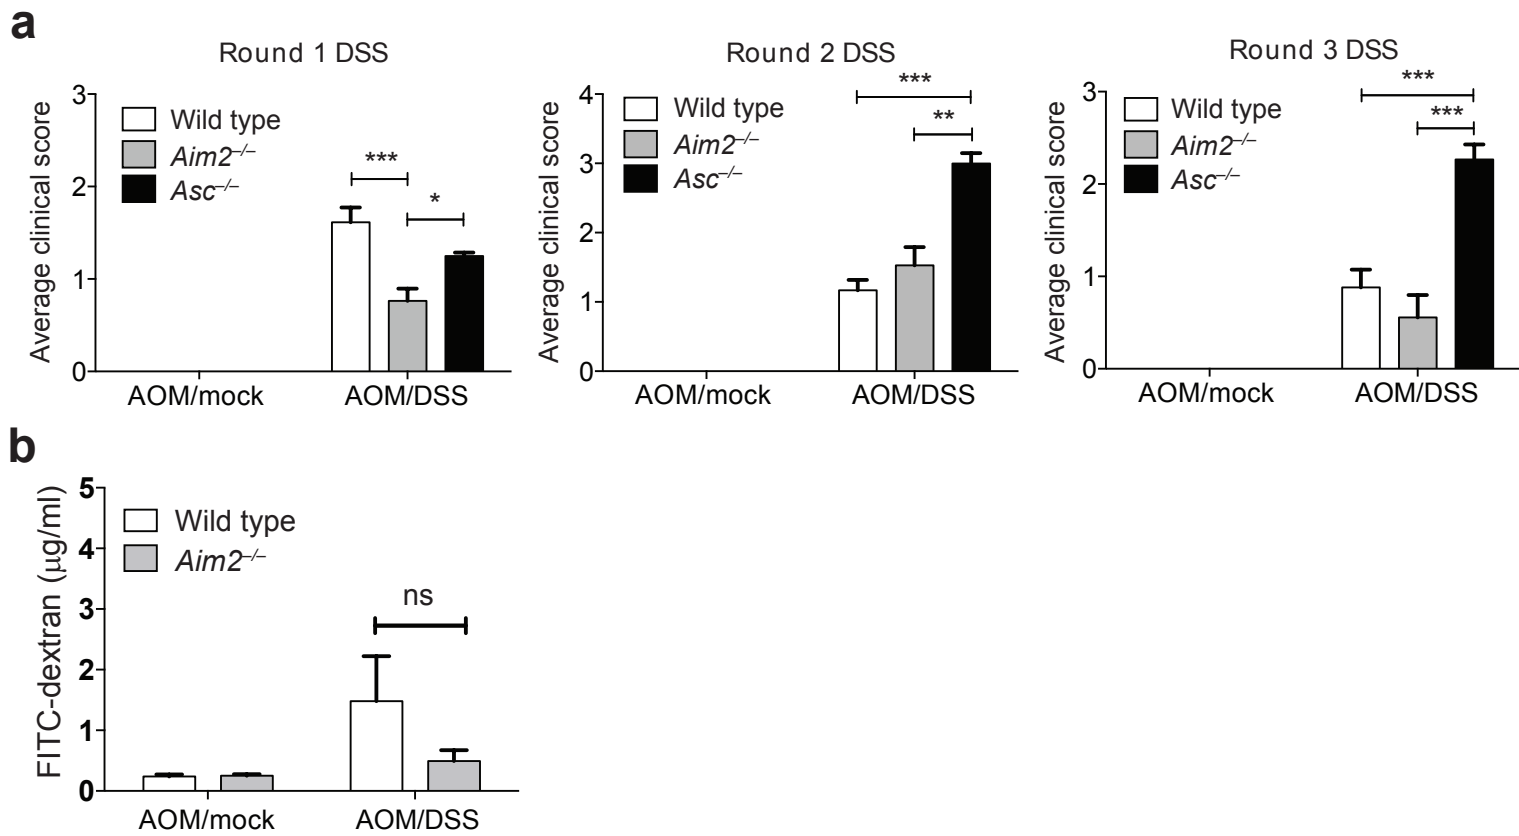 a
Round 1 DSS
Average clinical score
3
2
1
0
Wild type
Aim2–/–
Asc–/–
***
*
AOM/mock
AOM/DSS
Round 2 DSS
Average clinical score
4
3
2
1
0
Wild type
Aim2–/–
Asc–/–
***
**
AOM/mock
AOM/DSS
Round 3 DSS
Average clinical score
3
2
1
0
Wild type
Aim2–/–
Asc–/–
***
***
AOM/mock
AOM/DSS
b
FITC-dextran (μg/ml)
5
4
3
2
1
0
Wild type
Aim2–/–
ns
AOM/mock
AOM/DSS